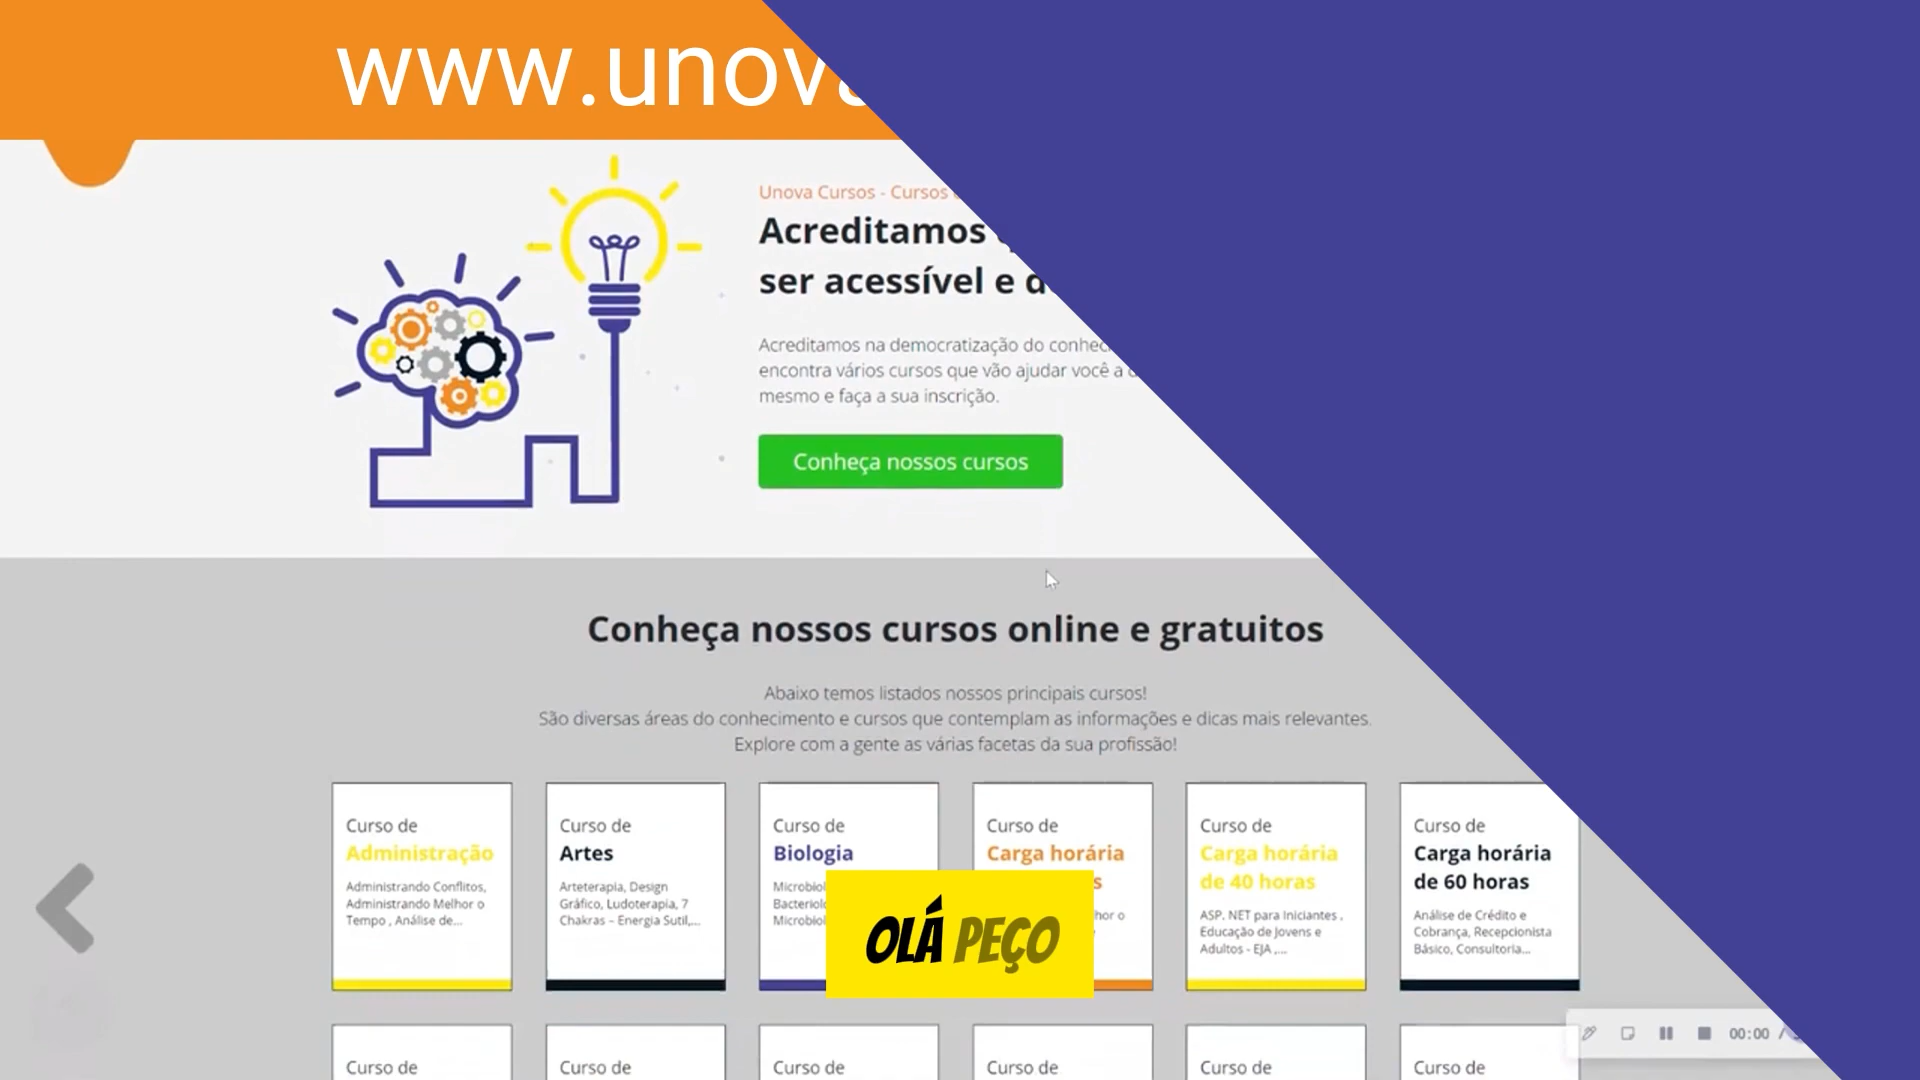 www.unova
Unova Cursos - Cursos
Acreditamos
ser acessível e
Acreditamos na democratização do
encontra vários cursos que vão ajudar você a
mesmo e faça a sua inscrição.
Conheça nossos cursos
Conheça nossos cursos online e gratuitos
Abaixo temos listados nossos principais cursos!
São diversas áreas do conhecimento e cursos que contemplam as informações e dicas mais relevantes.
Explore com a gente as várias facetas da sua profissão!
Curso de
Administração
Administrando Conflitos,
Administrando Melhor o
Tempo , Análise de...
Curso de
Artes
Arteterapia, Design
Gráfico, Ludoterapia, 7
Chakras – Energia Sutil,...
Curso de
Biologia
Curso de
Carga horária
Curso de
Carga horária
de 40 horas
ASP. NET para Iniciantes ,
Educação de Jovens e
Adultos - EJA ,...
Curso de
Carga horária
de 60 horas
Análise de Crédito e
Cobrança, Recepcionista
Básico, Consultoria...
OLÁ PEÇO
Curso de
Curso de
Curso de
Curso de
Curso de
Curso de
00:00 /